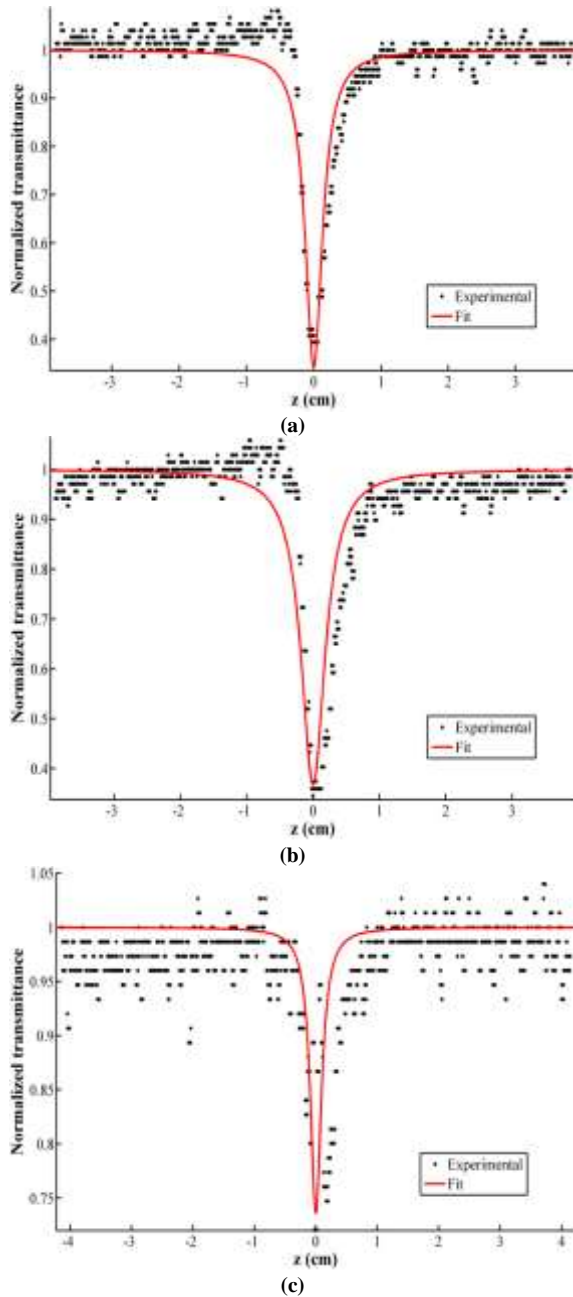 Normalized transmittance
1
0.9
0.8
0.7
0.6
0.5
0.4
Experimental
Fit
-3 -2 -1 0 1 2 3
z (cm)
(a)
Normalized transmittance
1
0.9
0.8
0.7
0.6
0.5
0.4
Experimental
Fit
-3 -2 -1 0 1 2 3
z (cm)
(b)
Normalized transmittance
1.05
1
0.95
0.9
0.85
0.8
0.75
Experimental
Fit
-4 -3 -2 -1 0 1 2 3 4
z (cm)
(c)